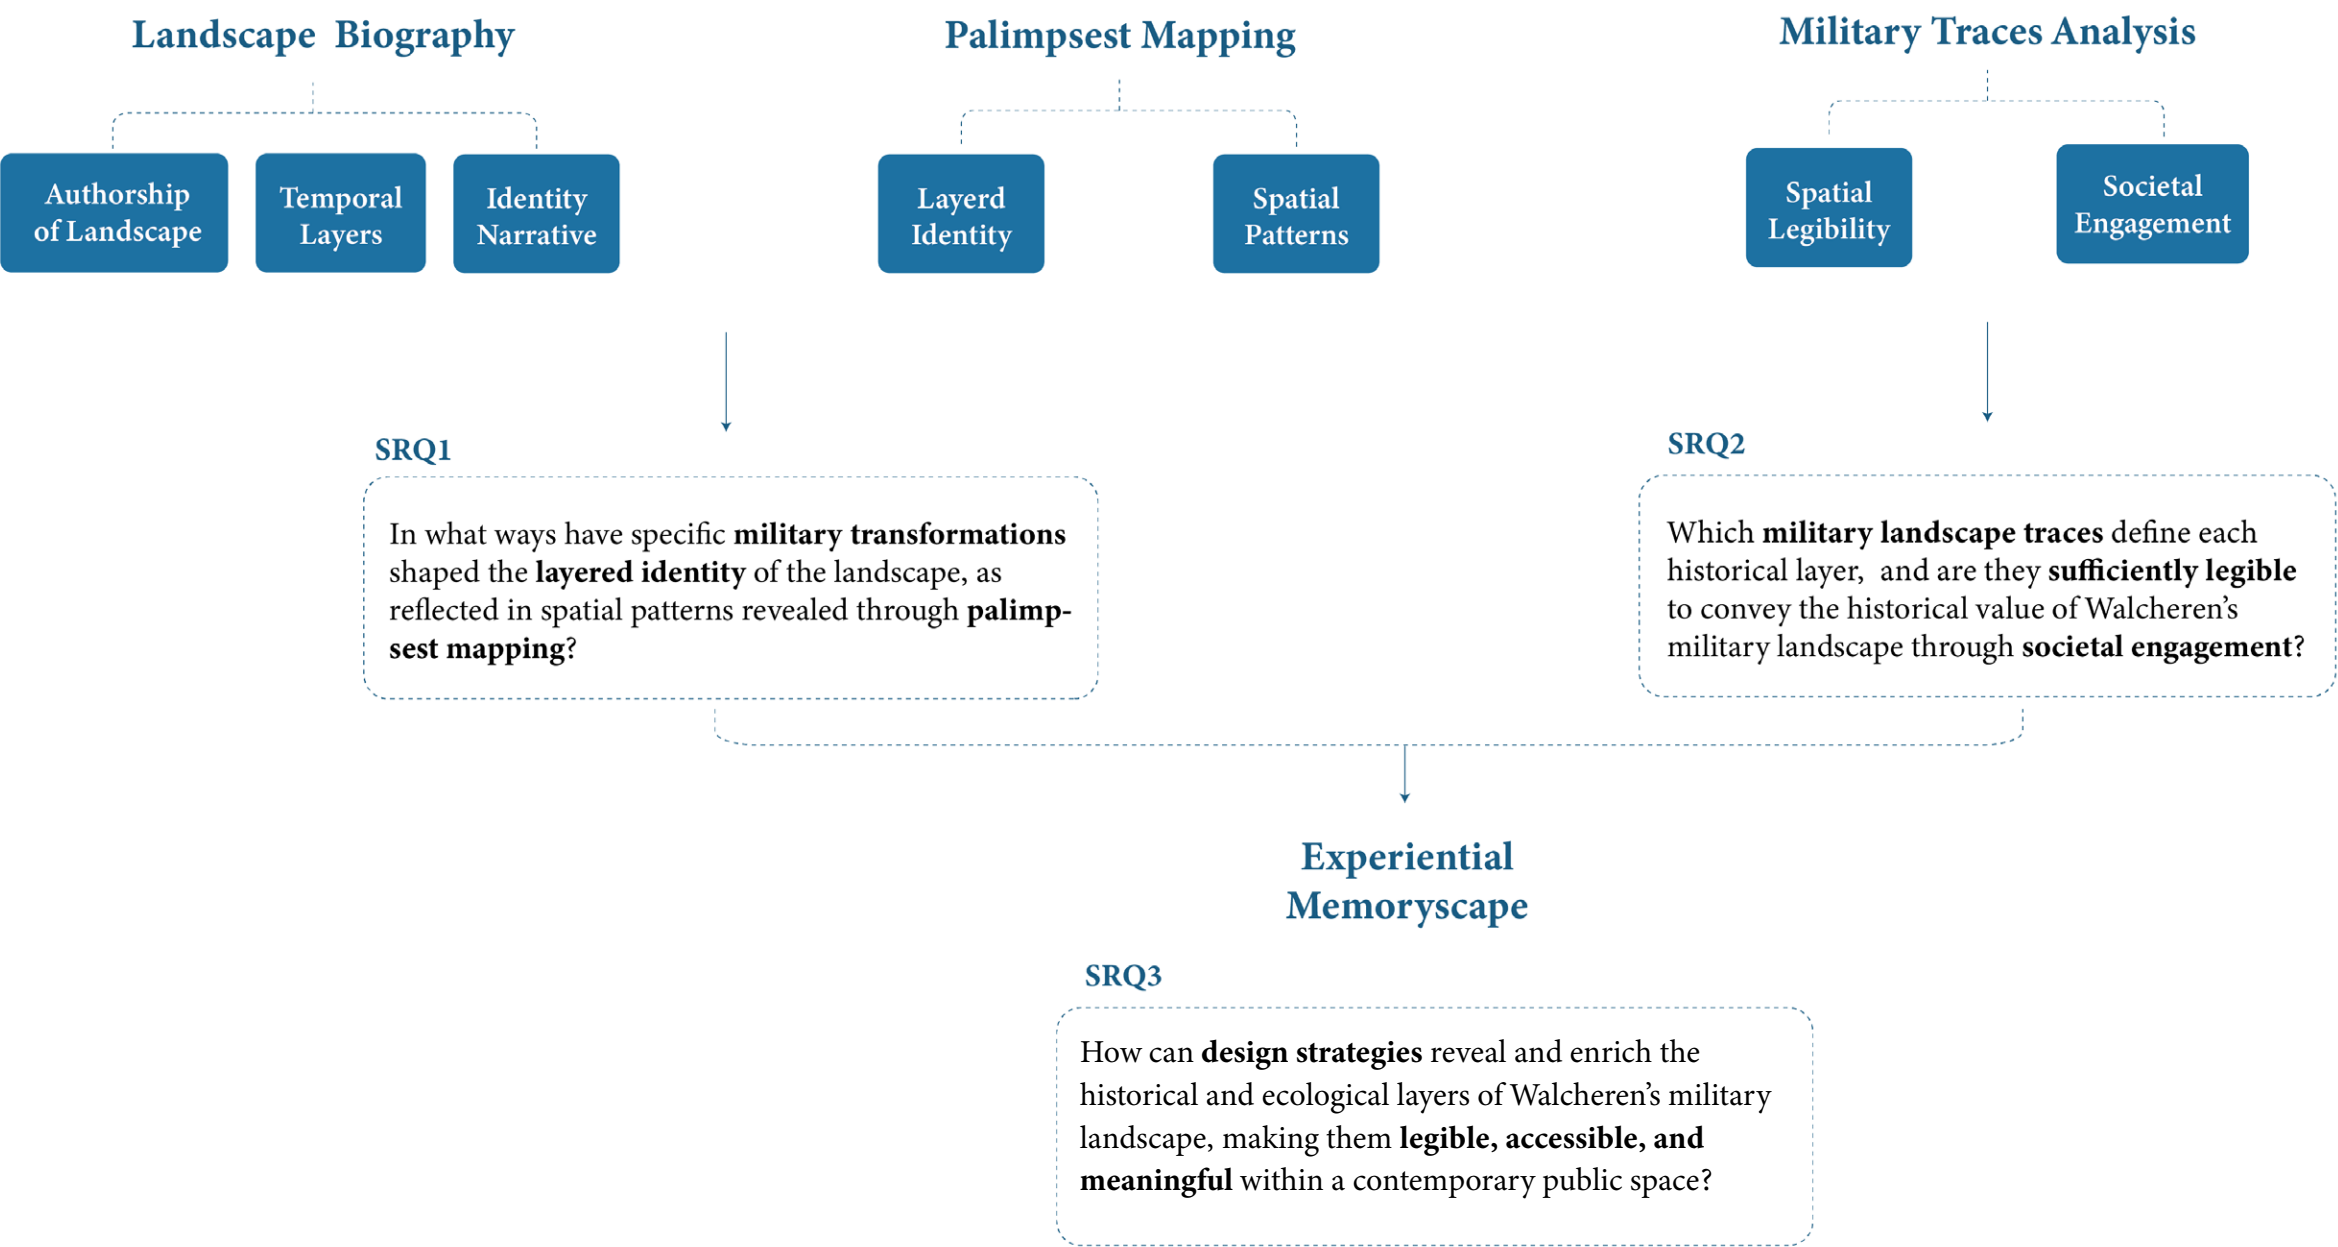 Landscape Biography
Palimpsest Mapping
Military Traces Analysis
Authorship
of Landscape
Temporal
Layers
Identity
Narrative
Layerd
Identity
Spatial
Patterns
Spatial
Legibility
Societal
Engagement
SRQ1
In what ways have specific military transformations
shaped the layered identity of the landscape, as
reflected in spatial patterns revealed through palimp-
sest mapping?
SRQ2
Which military landscape traces define each
historical layer, and are they sufficiently legible
to convey the historical value of Walcheren’s
military landscape through societal engagement?
Experiential
Memoryscape
SRQ3
How can design strategies reveal and enrich the
historical and ecological layers of Walcheren’s military
landscape, making them legible, accessible, and
meaningful within a contemporary public space?